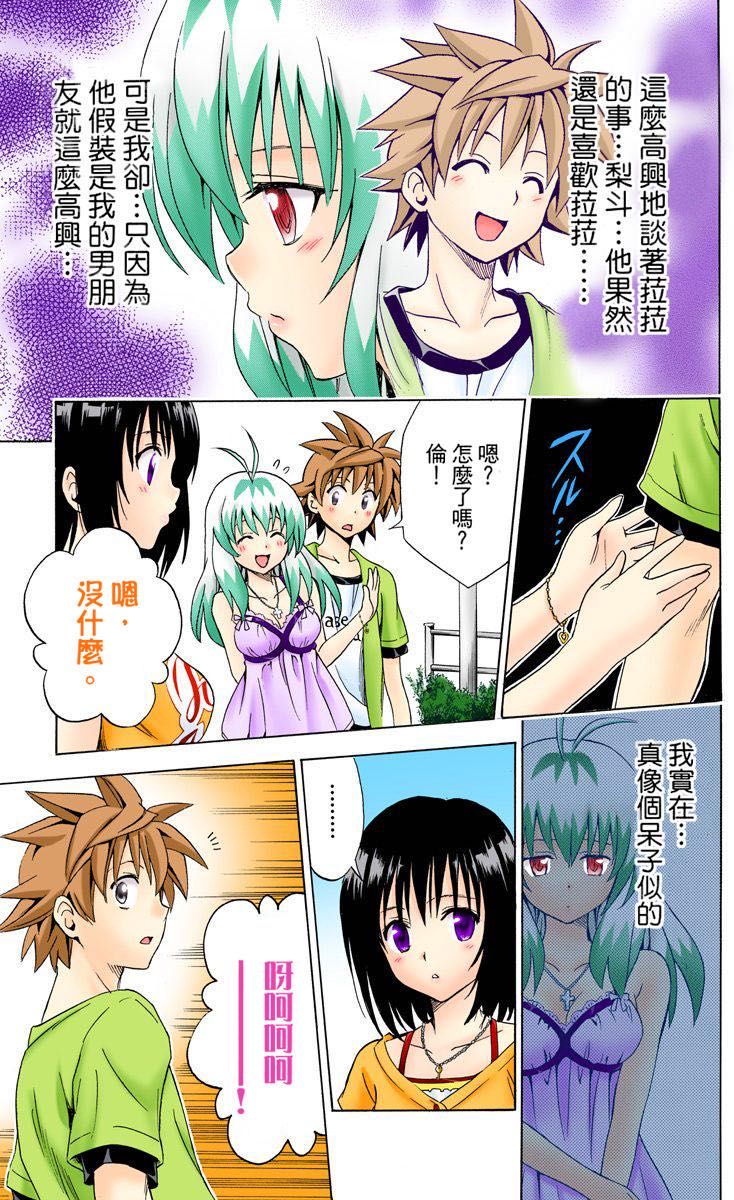 這麼高興地談著菈菈
的事…梨斗…他果然
還是喜歡菈菈……
可是我卻…只因為
他假裝是我的男朋
友就這麼高興…
スル…
嗯？
怎麼了嗎？
倫！
嗯，
沒什麼。
我實在…
真像個呆子似的
………
呀呵呵呵
——！